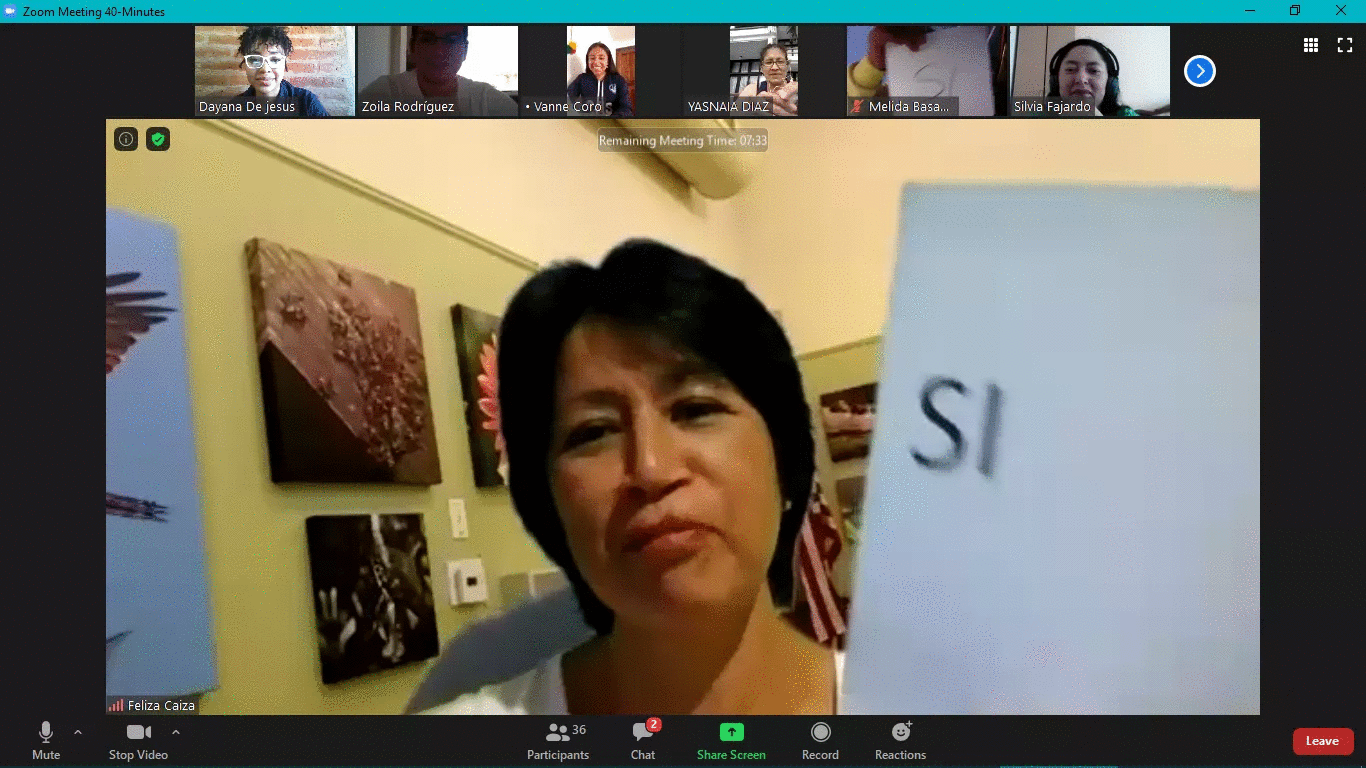 Zoom Meeting 40-Minutes
Dayana De jesus
Zoila Rodríguez
• Vanne Coro
YASNAIA DIAZ
Melida Basa...
Silvia Fajardo
SI
Remaining Meeting Time: 07:33
SI
Feliza Caiza
Mute
Stop Video
36
Participants
2
Chat
Share Screen
Record
Reactions
Leave